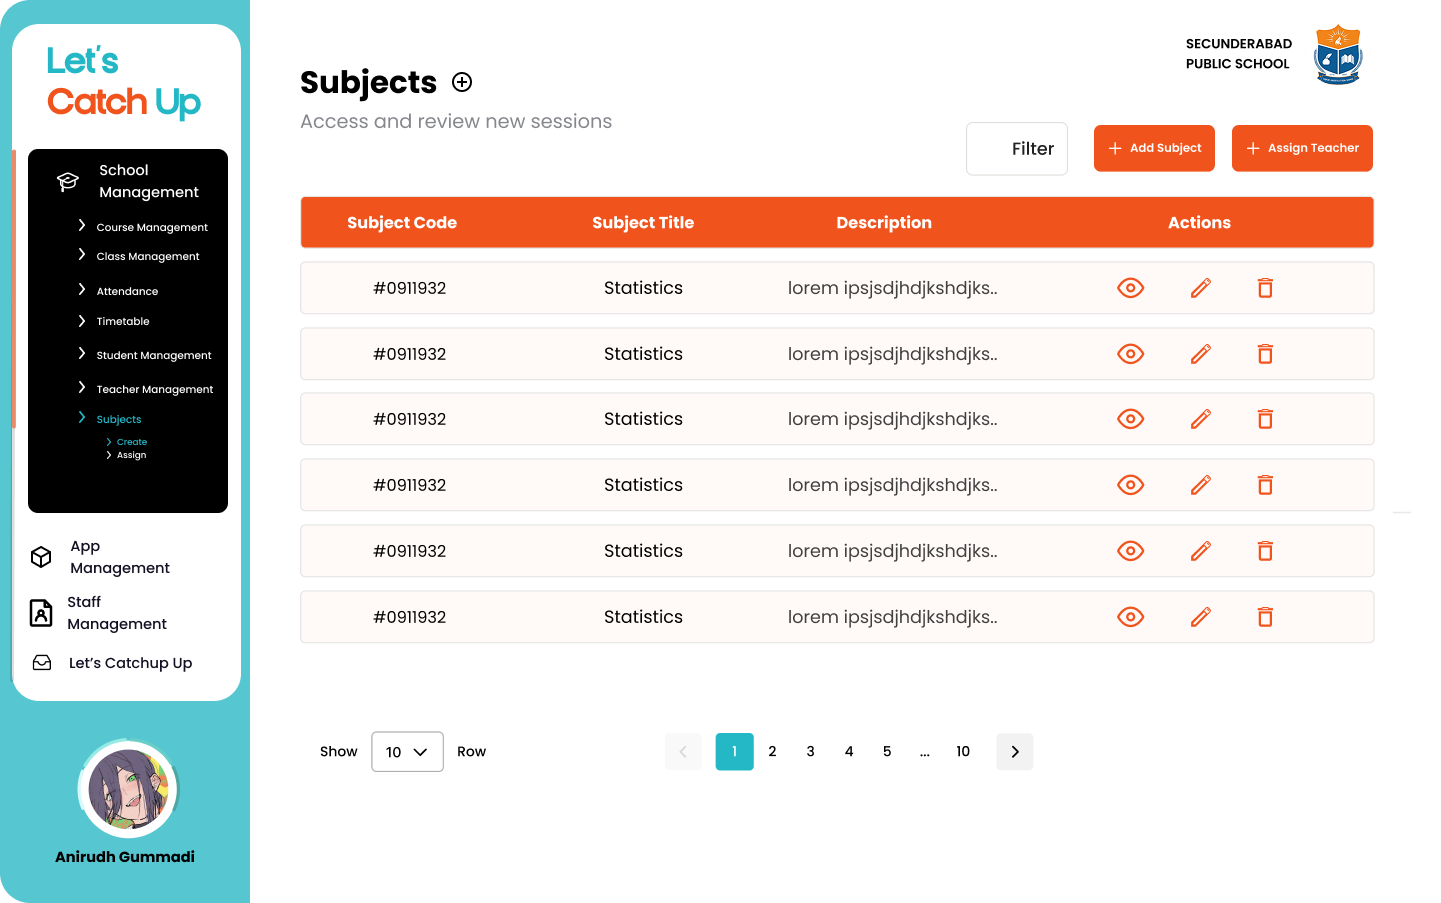 Let's
Catch Up
School
Management
Course Management
Class Management
Attendance
Timetable
Student Management
Teacher Management
Subjects
Create
Assign
App
Management
Staff
Management
Let's Catchup Up
Anirudh Gummadi
SECUNDERABAD
PUBLIC SCHOOL
Subjects
Access and review new sessions
Filter
Add Subject
Assign Teacher
Subject Code Subject Title Description Actions
#0911932 Statistics lorem ipsjsdjhdjkshdjks..
#0911932 Statistics lorem ipsjsdjhdjkshdjks..
#0911932 Statistics lorem ipsjsdjhdjkshdjks..
#0911932 Statistics lorem ipsjsdjhdjkshdjks..
#0911932 Statistics lorem ipsjsdjhdjkshdjks..
#0911932 Statistics lorem ipsjsdjhdjkshdjks..
Show 10 Row
1 2 3 4 5 ... 10